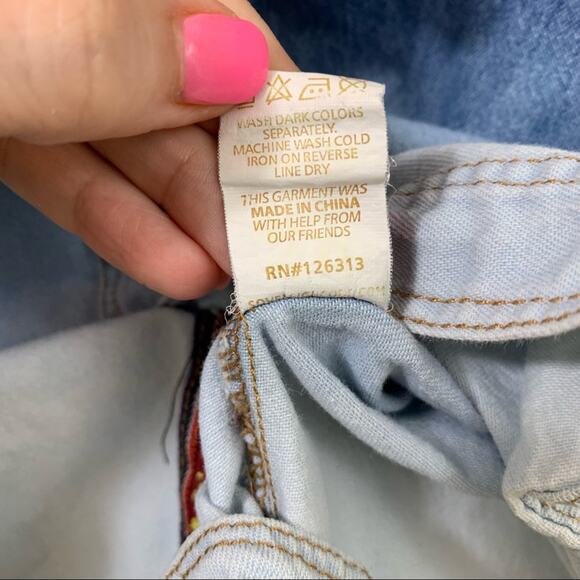 WASH DARK COLORS
SEPARATELY.
MACHINE WASH COLD
IRON ON REVERSE
LINE DRY
THIS GARMENT WAS
MADE IN CHINA
WITH HELP FROM
OUR FRIENDS
RN#126313